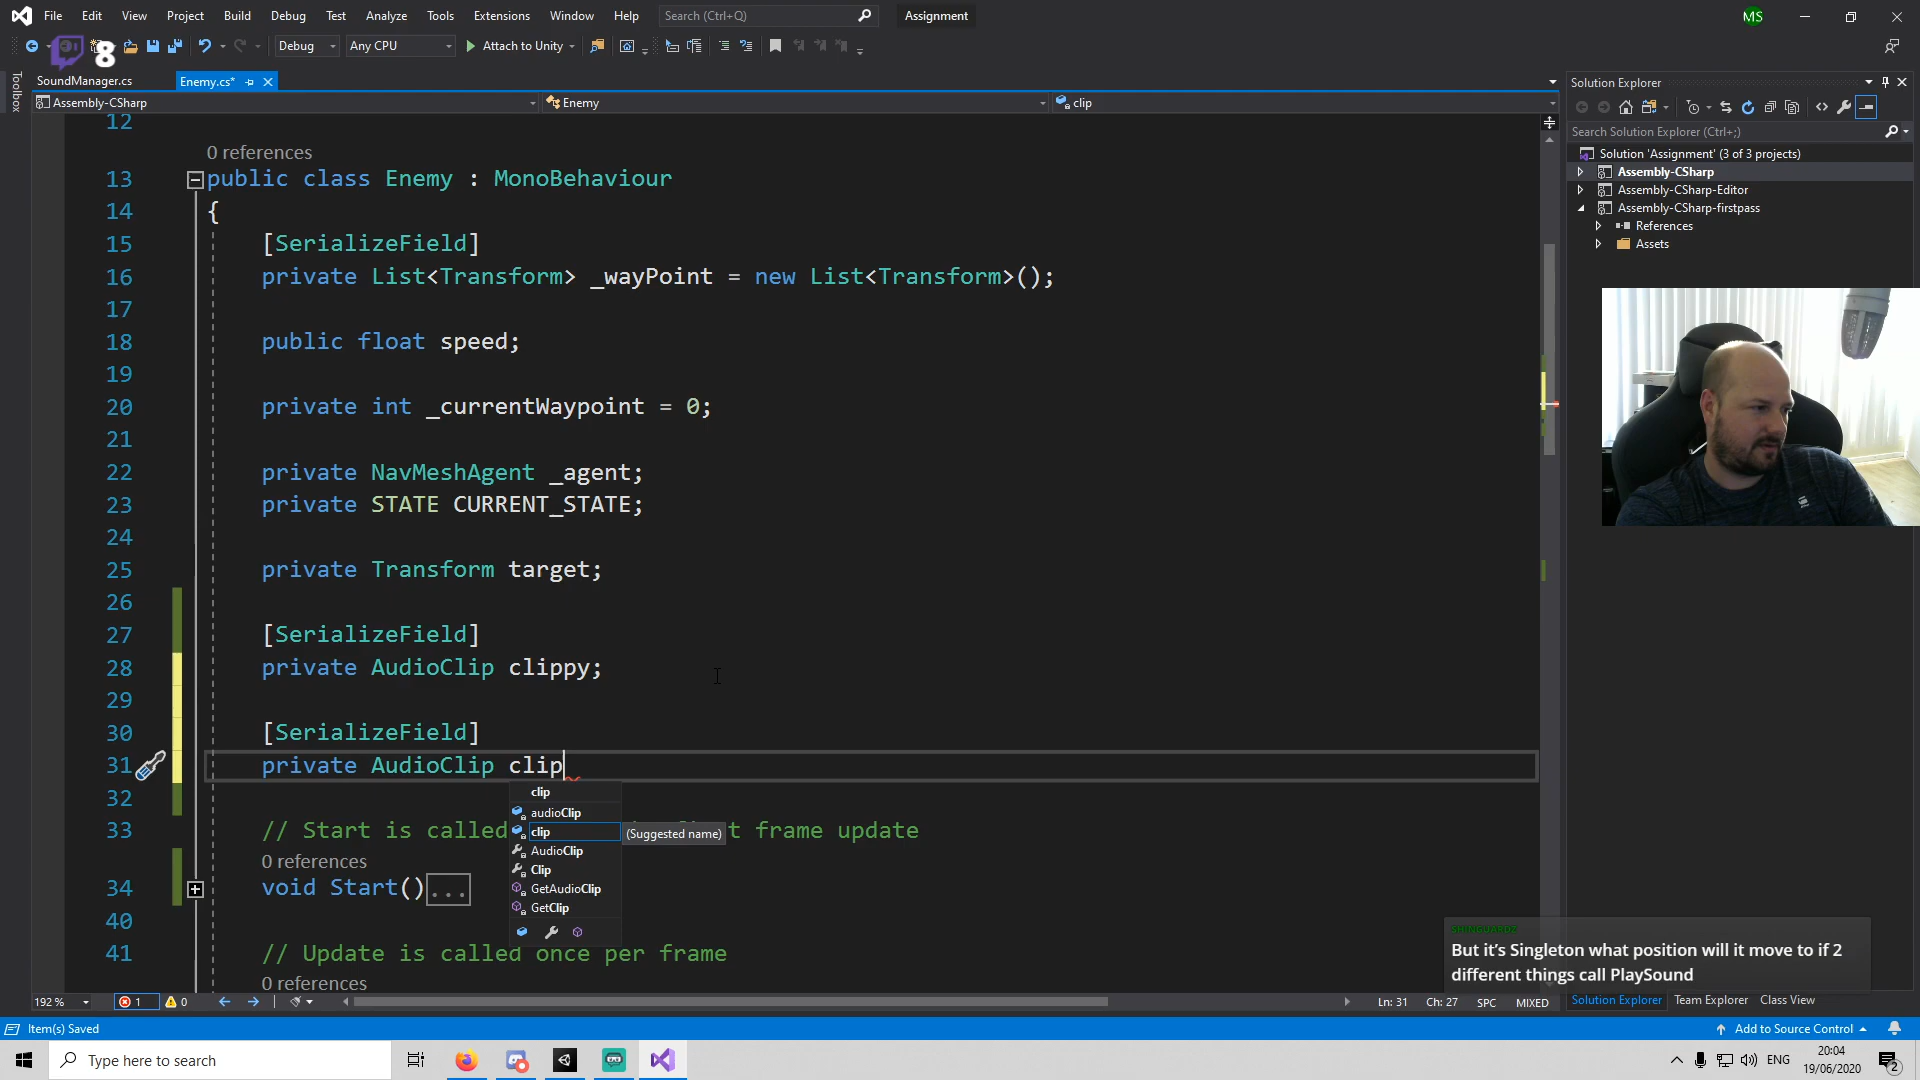 File Edit View Project Build Debug Test Analyze Tools Extensions Window Help Search (Ctrl+Q) Assignment MS
8 Debug Any CPU Attach to Unity
Toolbox
SoundManager.cs Enemy.cs*
Assembly-CSharp Enemy clip
12
0 references
13 public class Enemy : MonoBehaviour
14 {
15 [SerializeField]
16 private List<Transform> _wayPoint = new List<Transform>();
17
18 public float speed;
19
20 private int _currentWaypoint = 0;
21
22 private NavMeshAgent _agent;
23 private STATE CURRENT_STATE;
24
25 private Transform target;
26
27 [SerializeField]
28 private AudioClip clippy;
29
30 [SerializeField]
31 private AudioClip clip
clip
32
audioClip
33 // Start is called t frame update
clip (Suggested name)
AudioClip
0 references
Clip
34 void Start()...
GetAudioClip
GetClip
40
41 // Update is called once per frame
0 references
192 % 1 0 Ln: 31 Ch: 27 SPC MIXED
Solution Explorer
Search Solution Explorer (Ctrl+;)
Solution 'Assignment' (3 of 3 projects)
Assembly-CSharp
Assembly-CSharp-Editor
Assembly-CSharp-firstpass
References
Assets
SHINGUARDZ
But it's Singleton what position will it move to if 2
different things call PlaySound
Solution Explorer Team Explorer Class View
Item(s) Saved Add to Source Control
Type here to search ENG 20:04
19/06/2020 2